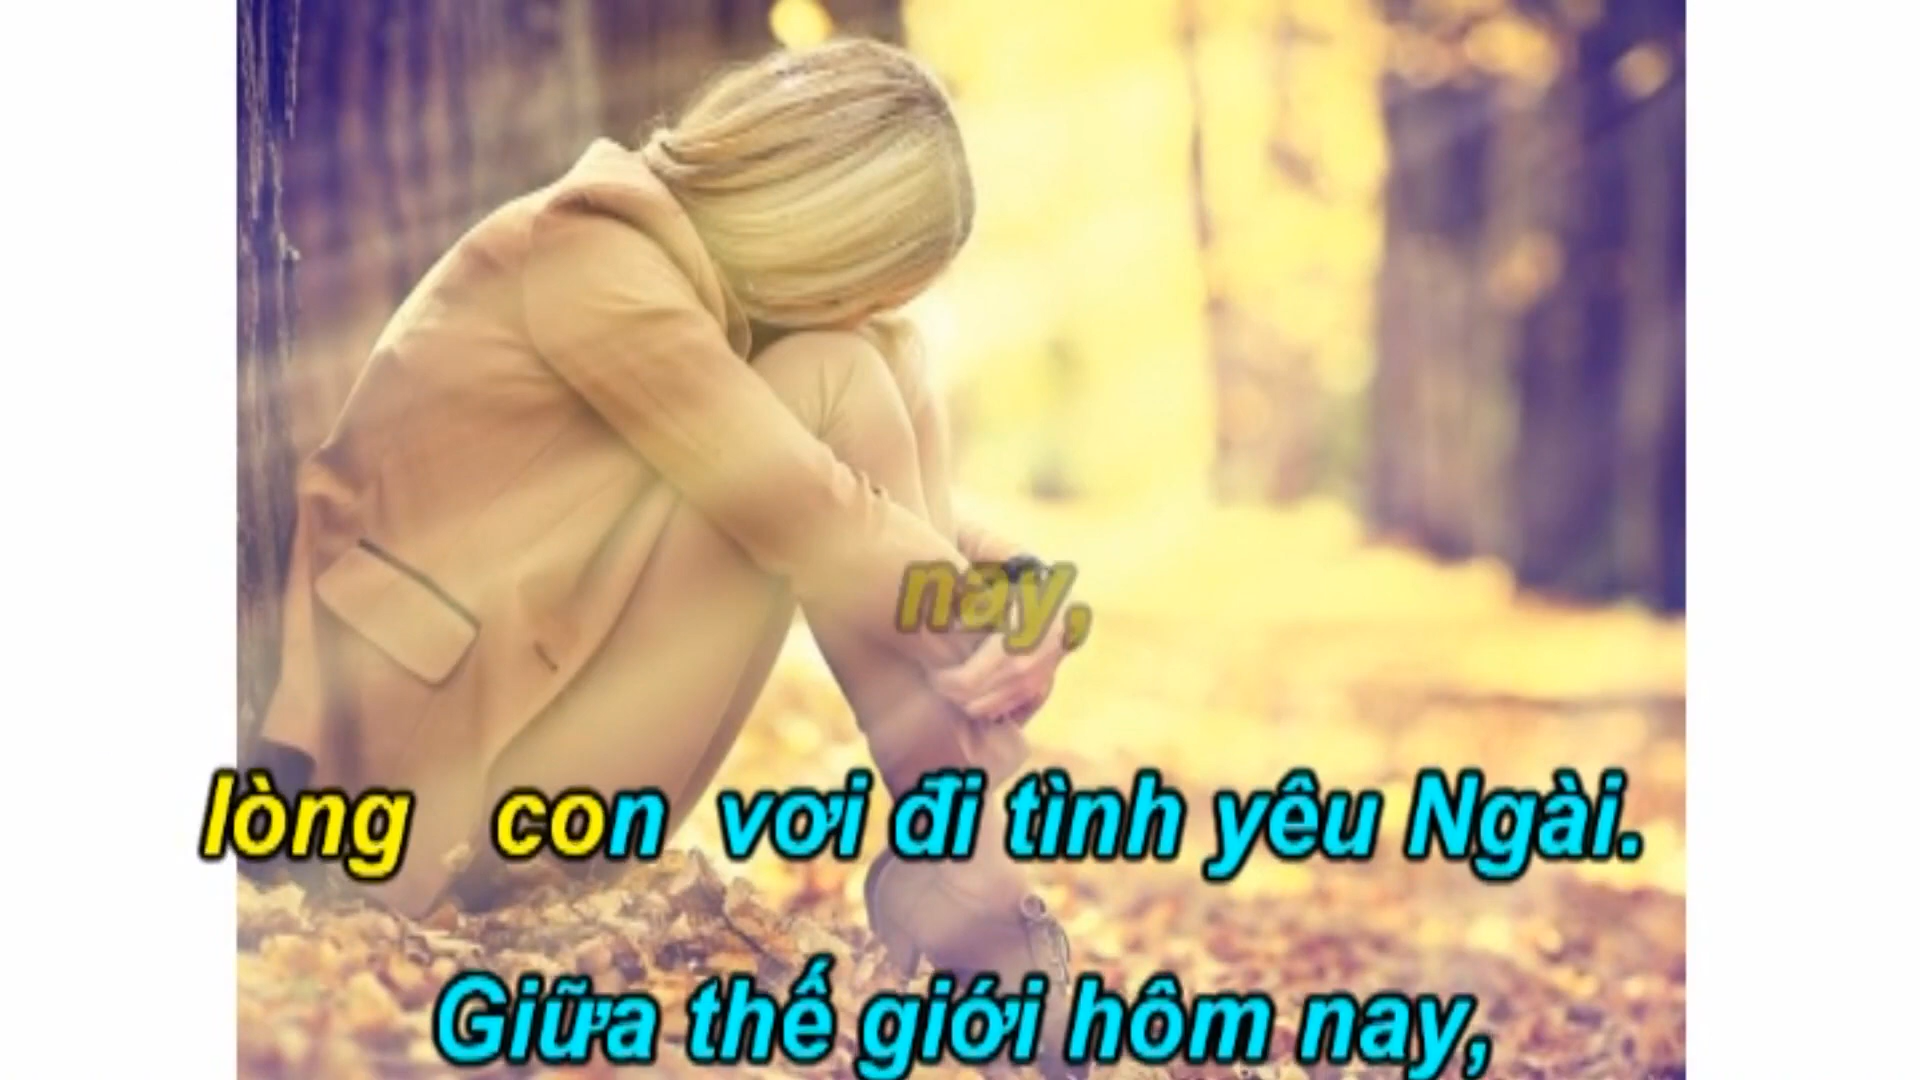 nay,
lòng con vơi đi tình yêu Ngài.
Giữa thế giới hôm nay,